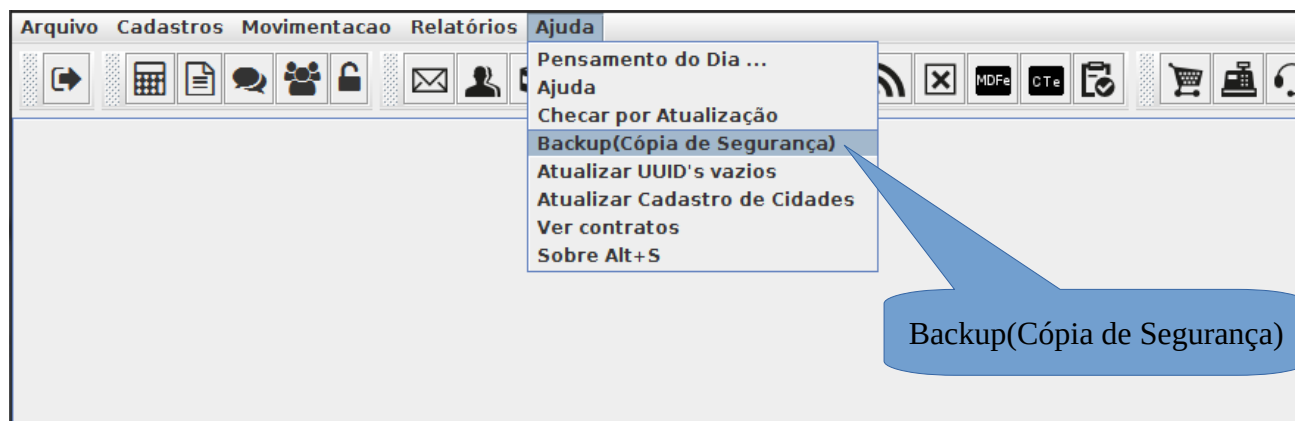 Arquivo Cadastros Movimentacao Relatórios Ajuda
MDFe CTe
Pensamento do Dia ...
Ajuda
Checar por Atualização
Backup(Cópia de Segurança)
Atualizar UUID's vazios
Atualizar Cadastro de Cidades
Ver contratos
Sobre Alt+S
Backup(Cópia de Segurança)